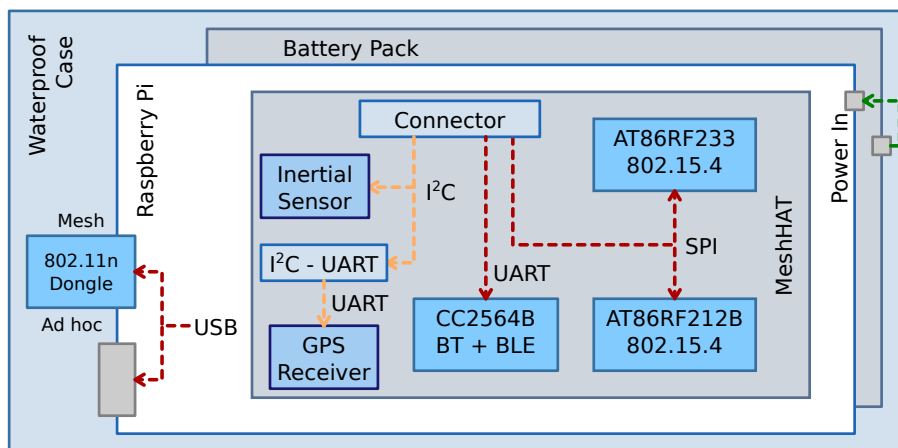 Waterproof
Case
Battery Pack
Raspberry Pi
Power In
MeshHAT
Connector
Inertial
Sensor
I²C
I²C - UART
UART
GPS
Receiver
UART
CC2564B
BT + BLE
AT86RF233
802.15.4
SPI
AT86RF212B
802.15.4
Mesh
802.11n
Dongle
Ad hoc
USB